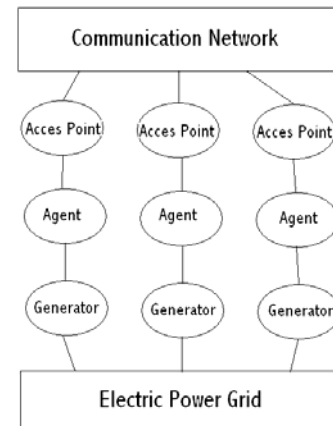 Communication Network
Acces Point
Acces Point
Acces Point
Agent
Agent
Agent
Generator
Generator
Generator
Electric Power Grid